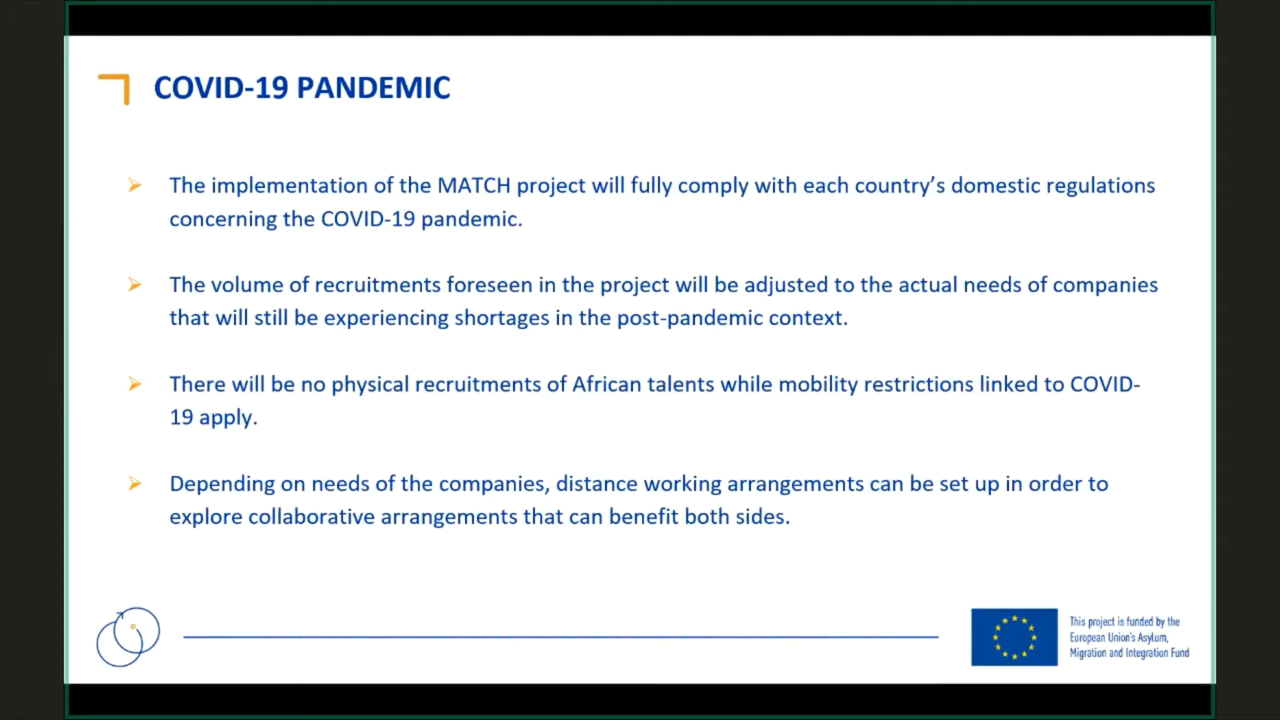 COVID-19 PANDEMIC
The implementation of the MATCH project will fully comply with each country’s domestic regulations
concerning the COVID-19 pandemic.
The volume of recruitments foreseen in the project will be adjusted to the actual needs of companies
that will still be experiencing shortages in the post-pandemic context.
There will be no physical recruitments of African talents while mobility restrictions linked to COVID-
19 apply.
Depending on needs of the companies, distance working arrangements can be set up in order to
explore collaborative arrangements that can benefit both sides.
This project is funded by the
European Union's Asylum,
Migration and Integration Fund